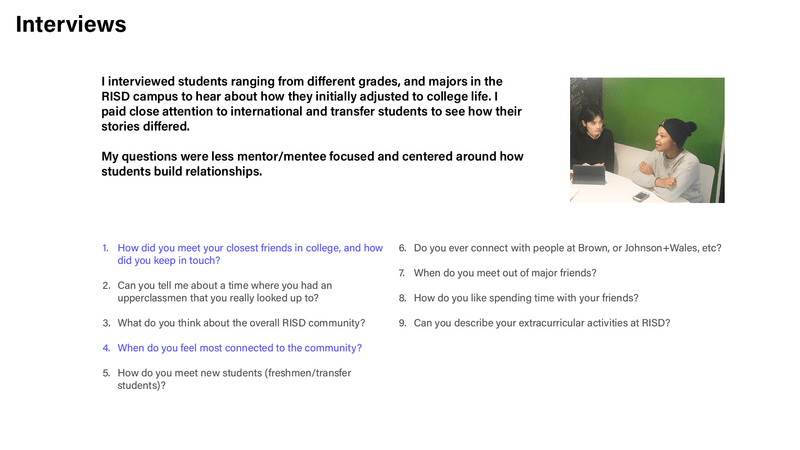 Interviews
I interviewed students ranging from different grades, and majors in the
RISD campus to hear about how they initially adjusted to college life. I
paid close attention to international and transfer students to see how their
stories differed.
My questions were less mentor/mentee focused and centered around how
students build relationships.
1. How did you meet your closest friends in college, and how
did you keep in touch?
2. Can you tell me about a time where you had an
upperclassmen that you really looked up to?
3. What do you think about the overall RISD community?
4. When do you feel most connected to the community?
5. How do you meet new students (freshmen/transfer
students)?
6. Do you ever connect with people at Brown, or Johnson+Wales, etc?
7. When do you meet out of major friends?
8. How do you like spending time with your friends?
9. Can you describe your extracurricular activities at RISD?